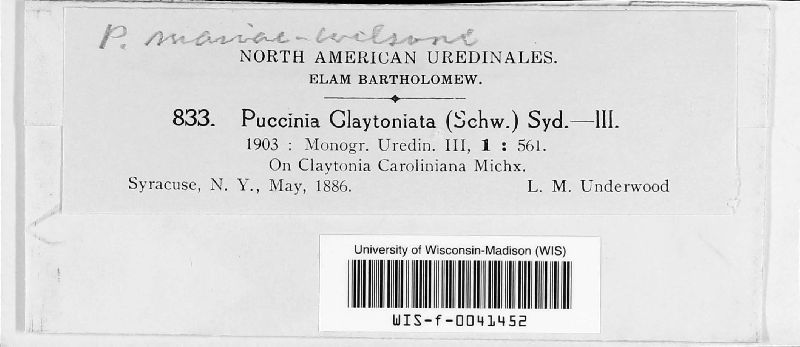 P. mariae-wilsoni
NORTH AMERICAN UREDINALES.
ELAM BARTHOLOMEW.
833. Puccinia Claytoniata (Schw.) Syd.—III.
1903 : Monogr. Uredin. III, 1 : 561.
On Claytonia Caroliniana Michx.
Syracuse, N. Y., May, 1886. L. M. Underwood
University of Wisconsin-Madison (WIS)
WIS-f-0041452